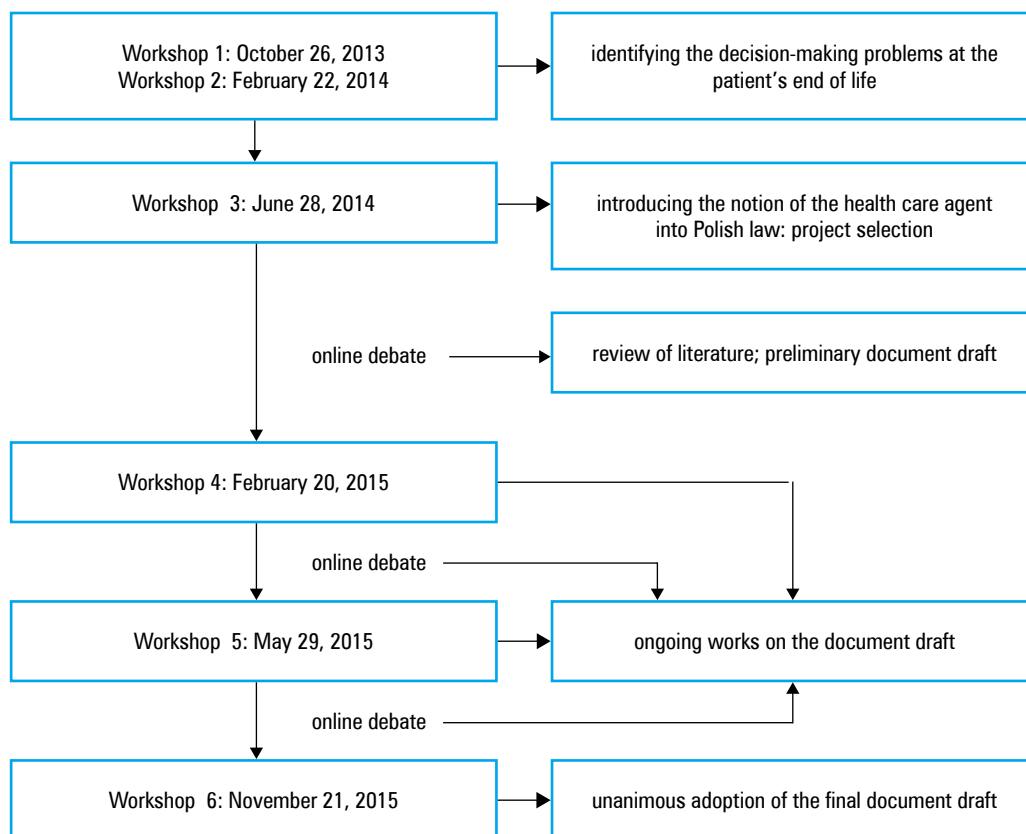 Workshop 1: October 26, 2013
Workshop 2: February 22, 2014
identifying the decision-making problems at the
patient's end of life
Workshop 3: June 28, 2014
introducing the notion of the health care agent
into Polish law: project selection
online debate
review of literature; preliminary document draft
Workshop 4: February 20, 2015
online debate
Workshop 5: May 29, 2015
ongoing works on the document draft
online debate
Workshop 6: November 21, 2015
unanimous adoption of the final document draft